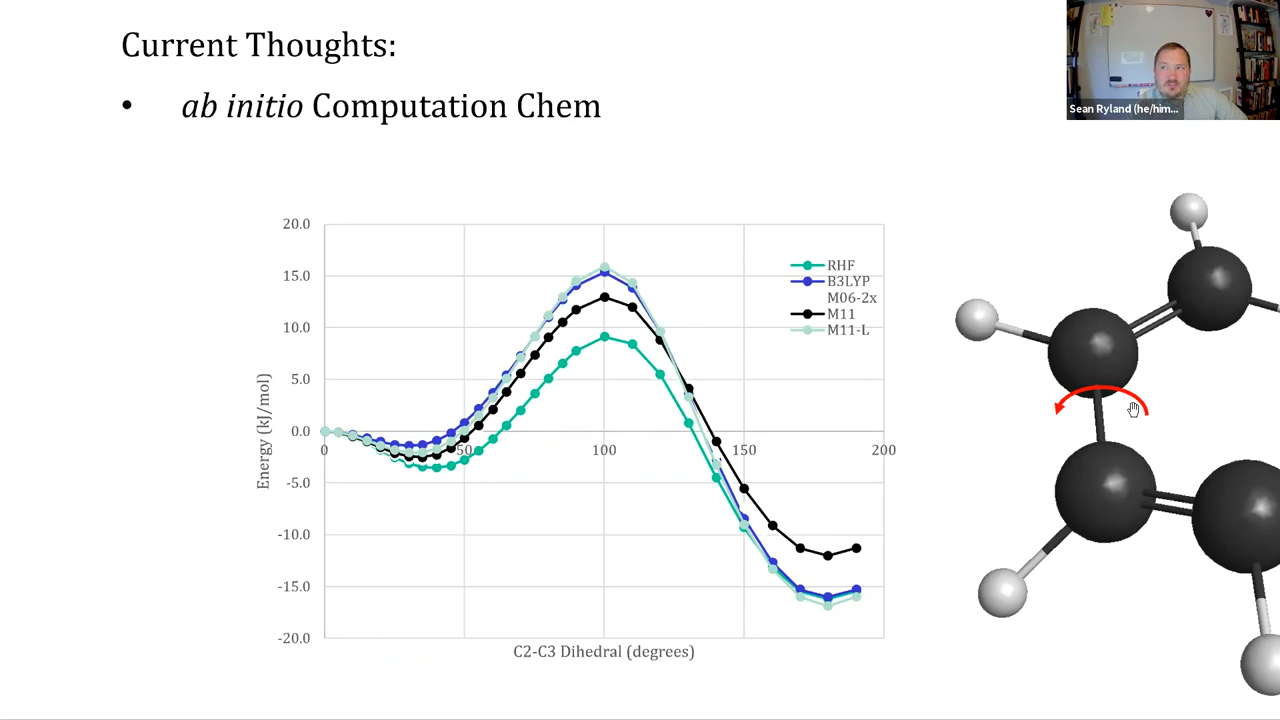 Current Thoughts:
• ab initio Computation Chem
Sean Ryland (he/him...
20.0
15.0
10.0
5.0
0.0
-5.0
-10.0
-15.0
-20.0
0
50
100
150
200
Energy (kJ/mol)
C2-C3 Dihedral (degrees)
RHF
B3LYP
M06-2x
M11
M11-L